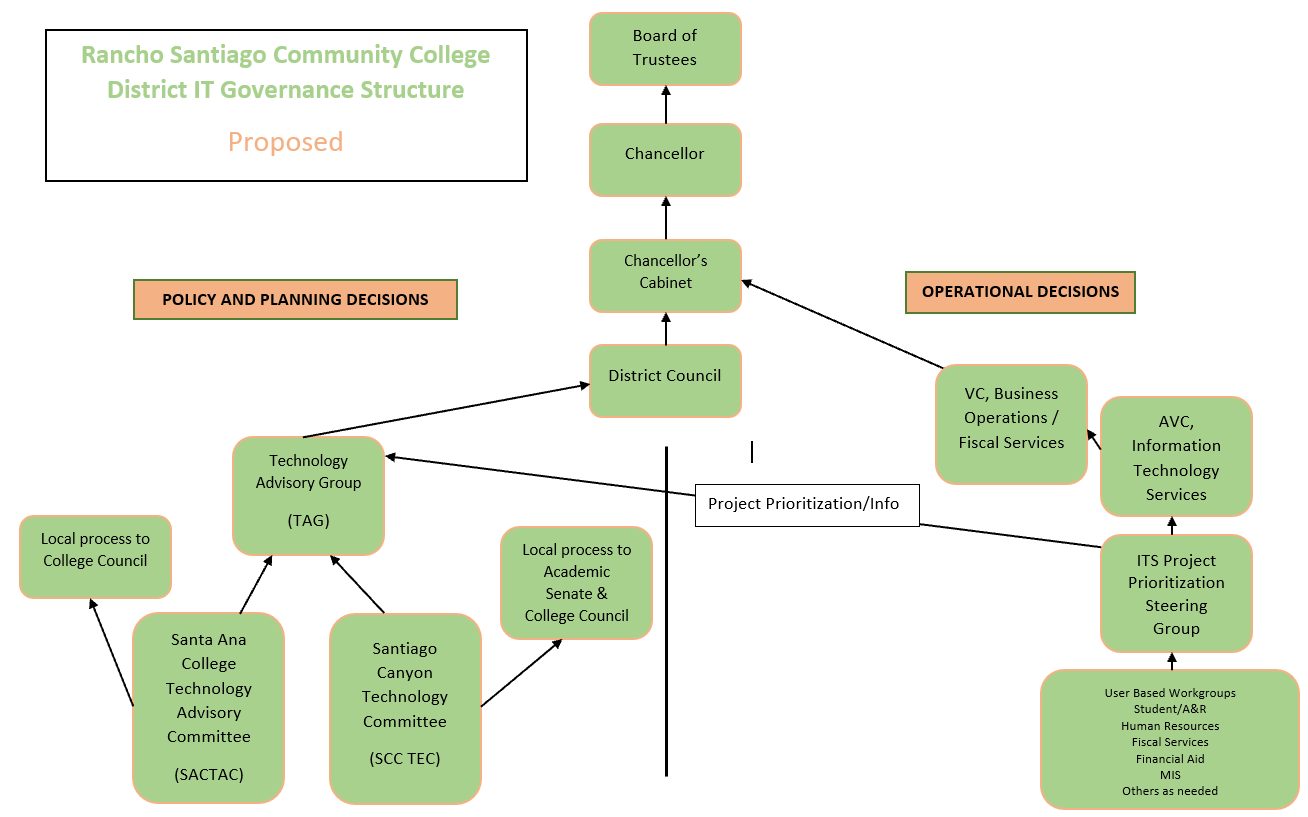 Rancho Santiago Community College
District IT Governance Structure
Proposed
Board of
Trustees
Chancellor
Chancellor’s
Cabinet
District Council
POLICY AND PLANNING DECISIONS
OPERATIONAL DECISIONS
Technology
Advisory Group
(TAG)
Local process to
College Council
Santa Ana
College
Technology
Advisory
Committee
(SACTAC)
Santiago
Canyon
Technology
Committee
(SCC TEC)
Local process to
Academic
Senate &
College Council
Project Prioritization/Info
VC, Business
Operations /
Fiscal Services
AVC,
Information
Technology
Services
ITS Project
Prioritization
Steering
Group
User Based Workgroups
Student/A&R
Human Resources
Fiscal Services
Financial Aid
MIS
Others as needed